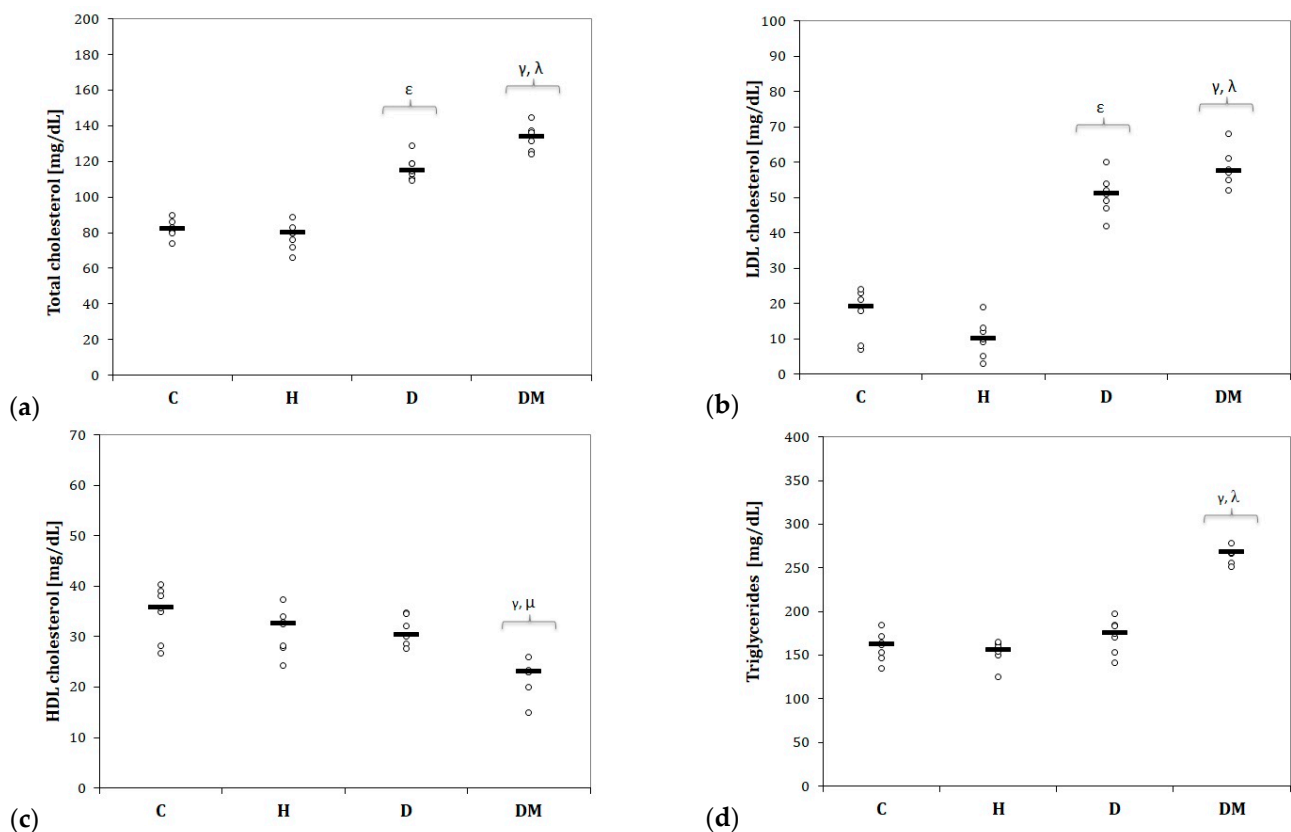 Total cholesterol [mg/dL]
200
180
160
140
120
100
80
60
40
20
0
ε
γ, λ
C H D DM
(a)
LDL cholesterol [mg/dL]
100
90
80
70
60
50
40
30
20
10
0
ε
γ, λ
C H D DM
(b)
HDL cholesterol [mg/dL]
70
60
50
40
30
20
10
0
γ, μ
C H D DM
(c)
Triglycerides [mg/dL]
400
350
300
250
200
150
100
50
0
γ, λ
C H D DM
(d)